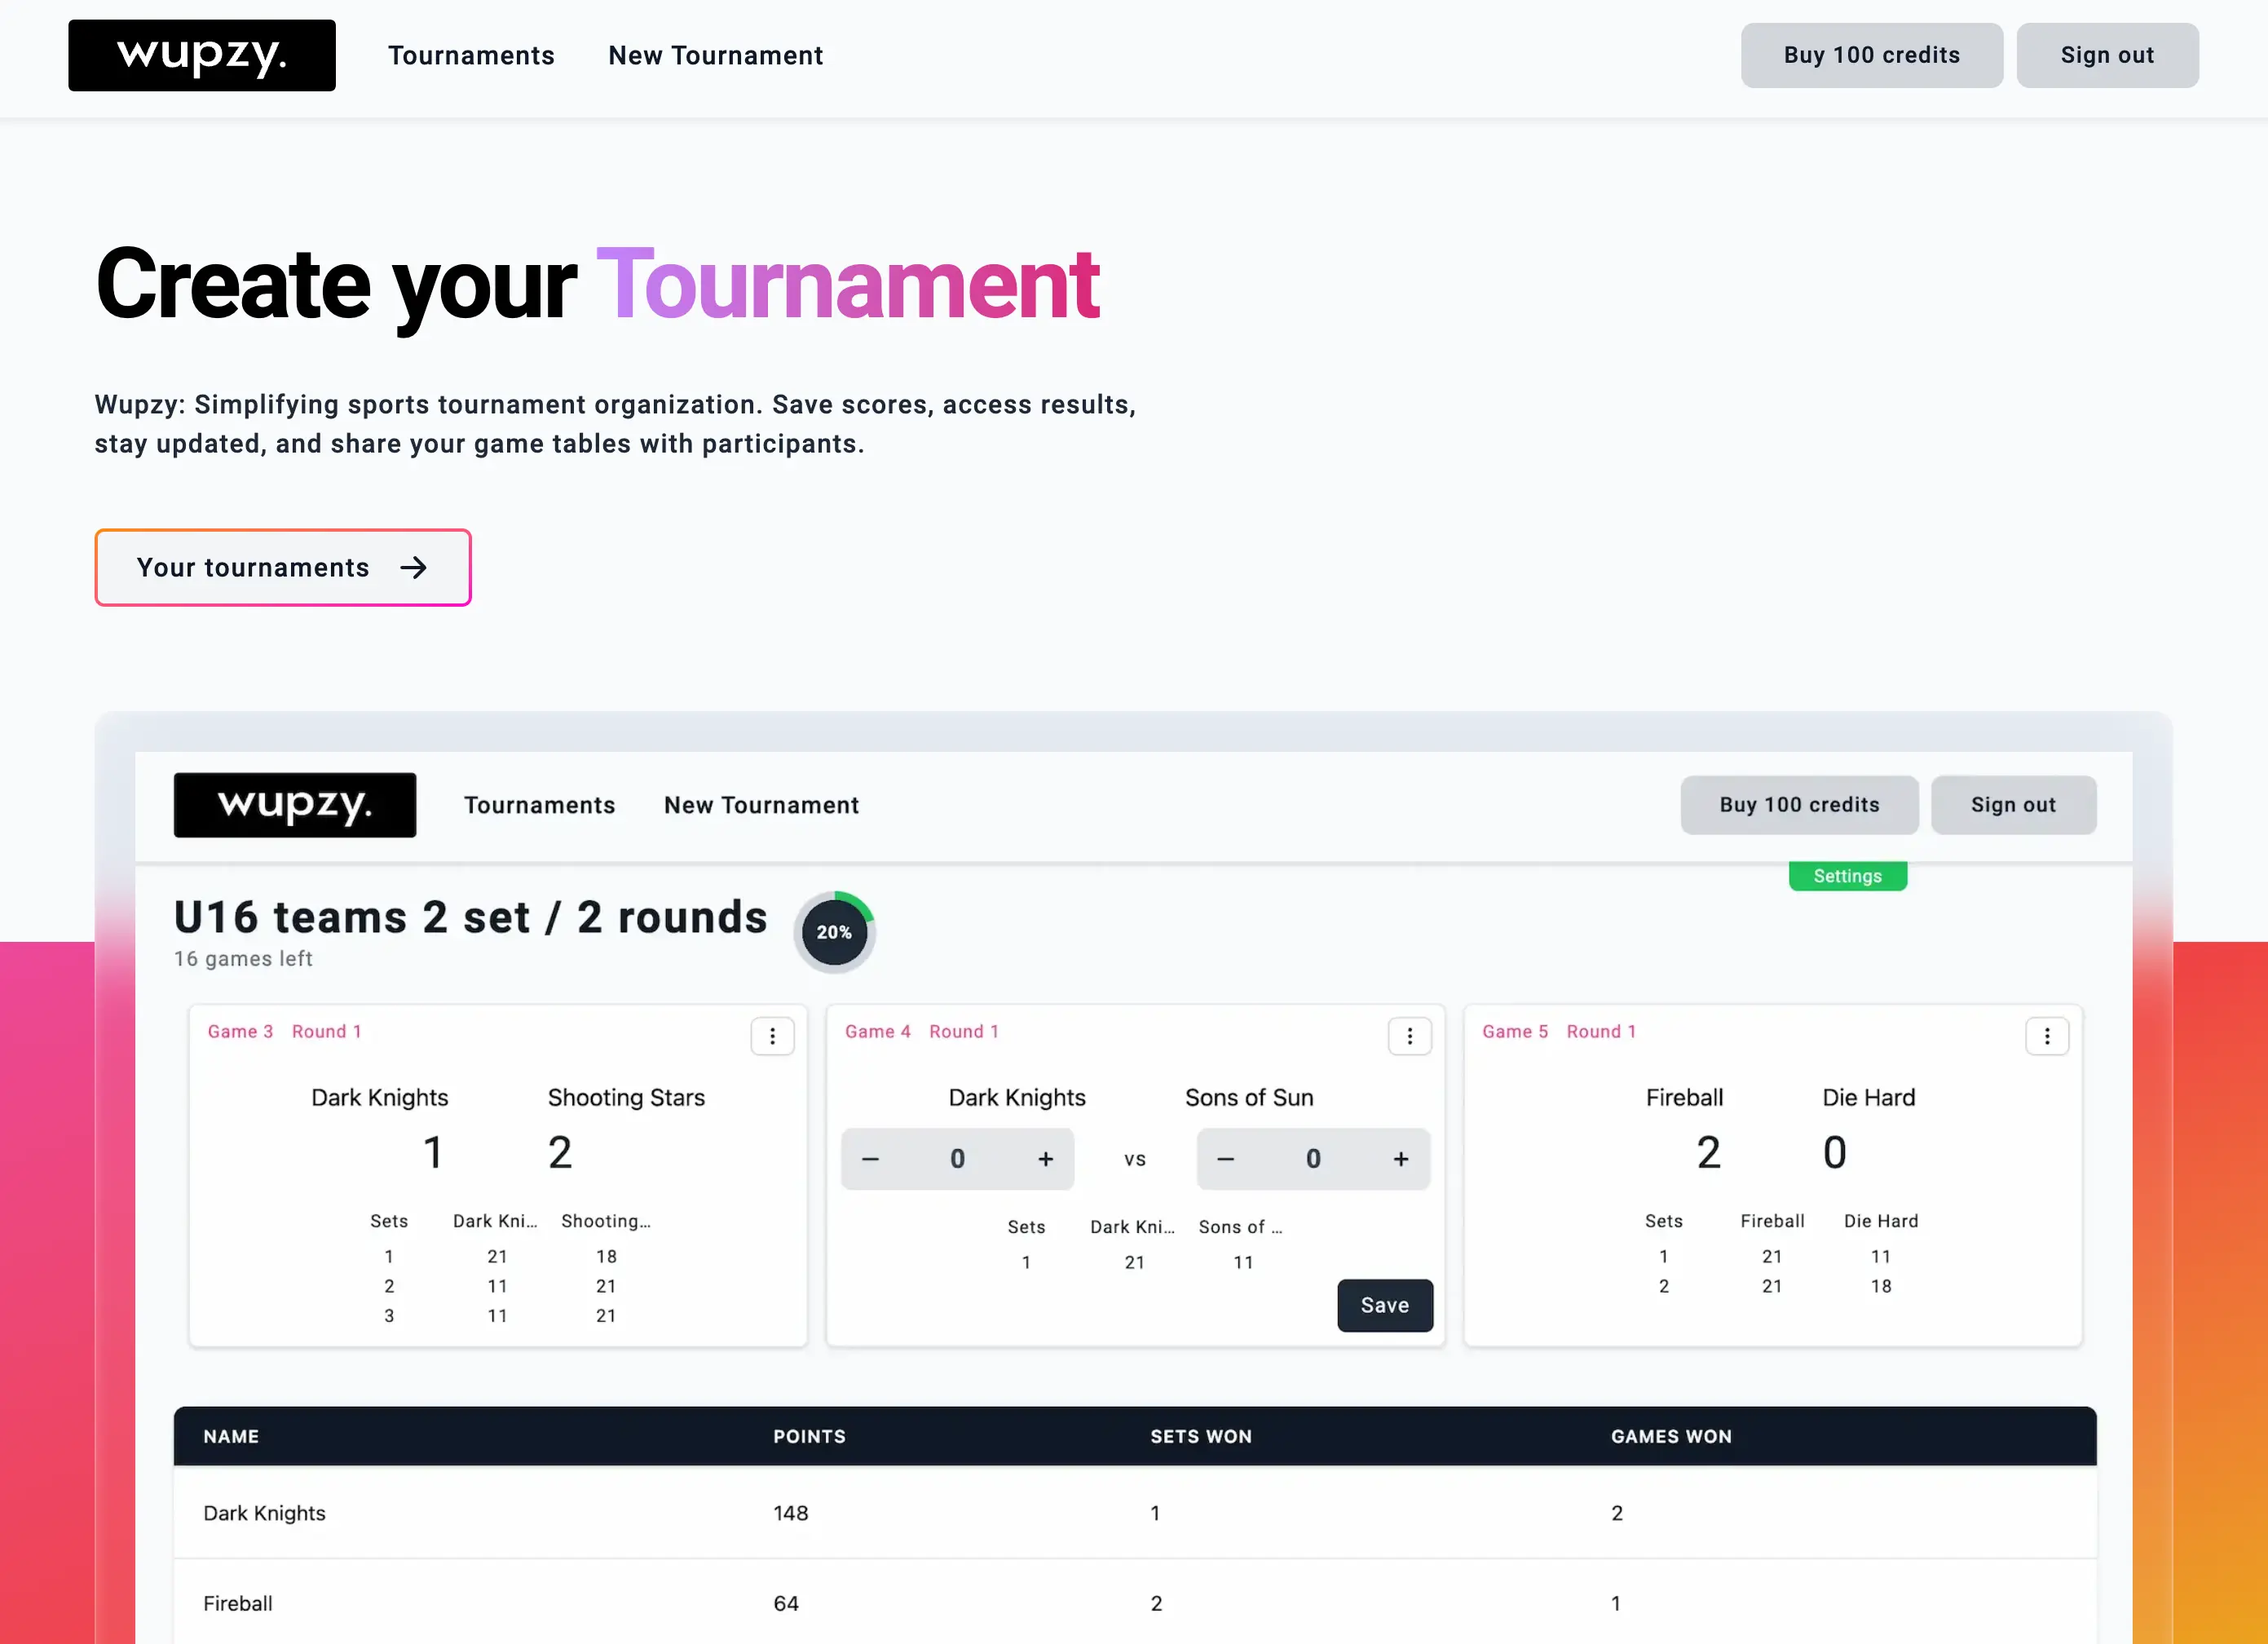 wupzy.
Tournaments
New Tournament
Buy 100 credits
Sign out
Create your Tournament
Wupzy: Simplifying sports tournament organization. Save scores, access results,
stay updated, and share your game tables with participants.
Your tournaments →
wupzy.
Tournaments
New Tournament
Buy 100 credits
Sign out
Settings
U16 teams 2 set / 2 rounds
20%
16 games left
Game 3 Round 1
Dark Knights Shooting Stars
1 2
Sets Dark Kni... Shooting...
1 21 18
2 11 21
3 11 21
Game 4 Round 1
Dark Knights Sons of Sun
− 0 + vs − 0 +
Sets Dark Kni... Sons of ...
1 21 11
Save
Game 5 Round 1
Fireball Die Hard
2 0
Sets Fireball Die Hard
1 21 11
2 21 18
NAME POINTS SETS WON GAMES WON
Dark Knights 148 1 2
Fireball 64 2 1